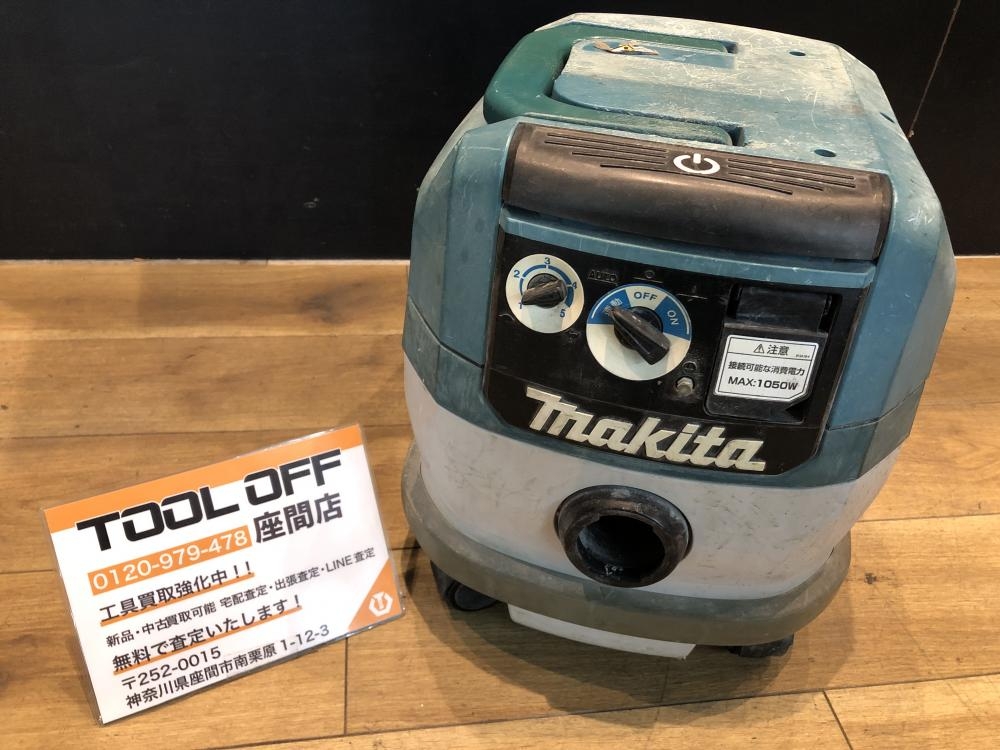 3
2 4
1 5
AUTO
OFF
連動 ON
注意
接続可能な消費電力
MAX:1050W
makita
TOOL OFF
0120-979-478 座間店
工具買取強化中!!
新品・中古買取可能 宅配査定・出張査定・LINE査定
無料で査定いたします!
〒252-0015
神奈川県座間市南栗原1-12-3